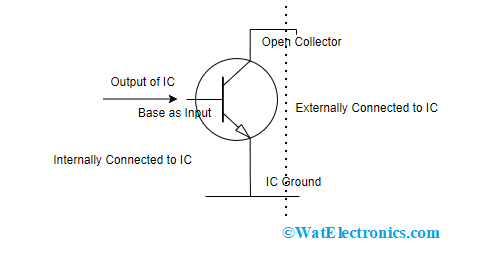 Open Collector
Output of IC
Base as Input
Externally Connected to IC
Internally Connected to IC
IC Ground
©WatElectronics.com